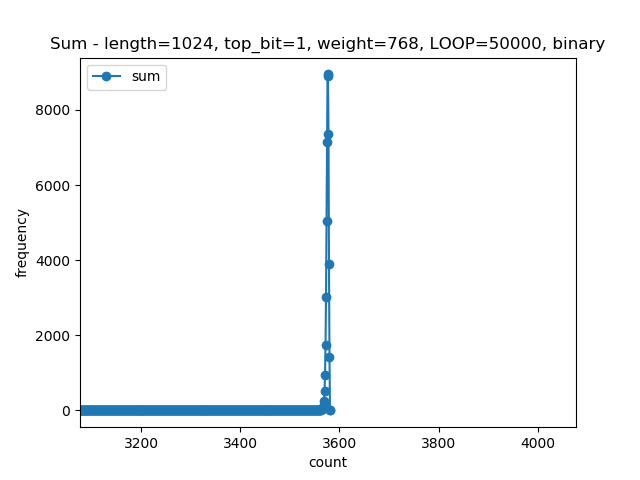 Sum - length=1024, top_bit=1, weight=768, LOOP=50000, binary
sum
8000
6000
4000
2000
0
frequency
3200
3400
3600
3800
4000
count